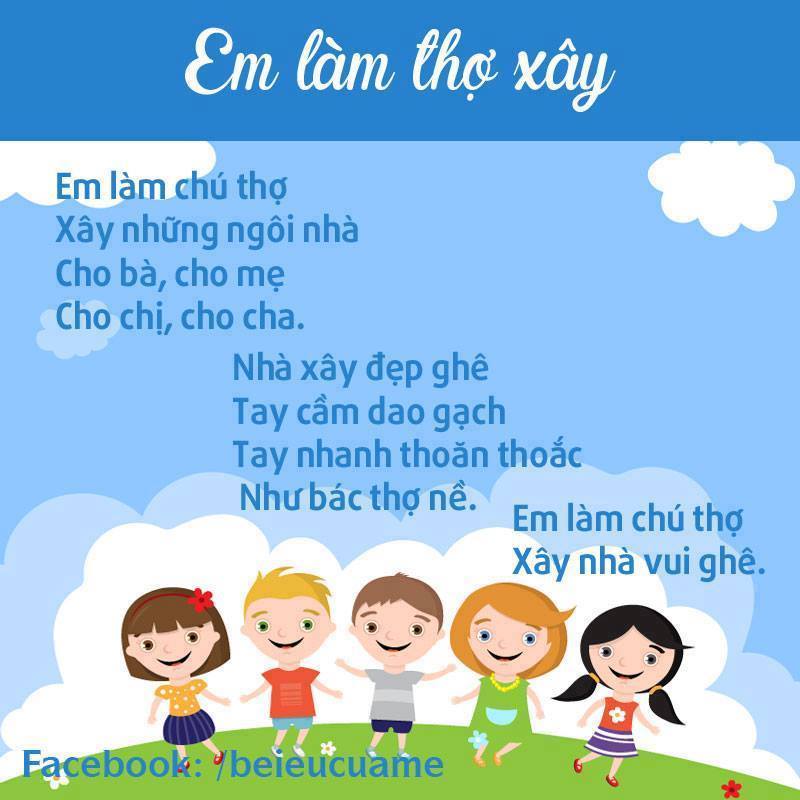 Em làm thợ xây
Em làm chú thợ
Xây những ngôi nhà
Cho bà, cho mẹ
Cho chị, cho cha.
Nhà xây đẹp ghê
Tay cầm dao gạch
Tay nhanh thoăn thoắc
Như bác thợ nề.
Em làm chú thợ
Xây nhà vui ghê.
Facebook: /beieucuame